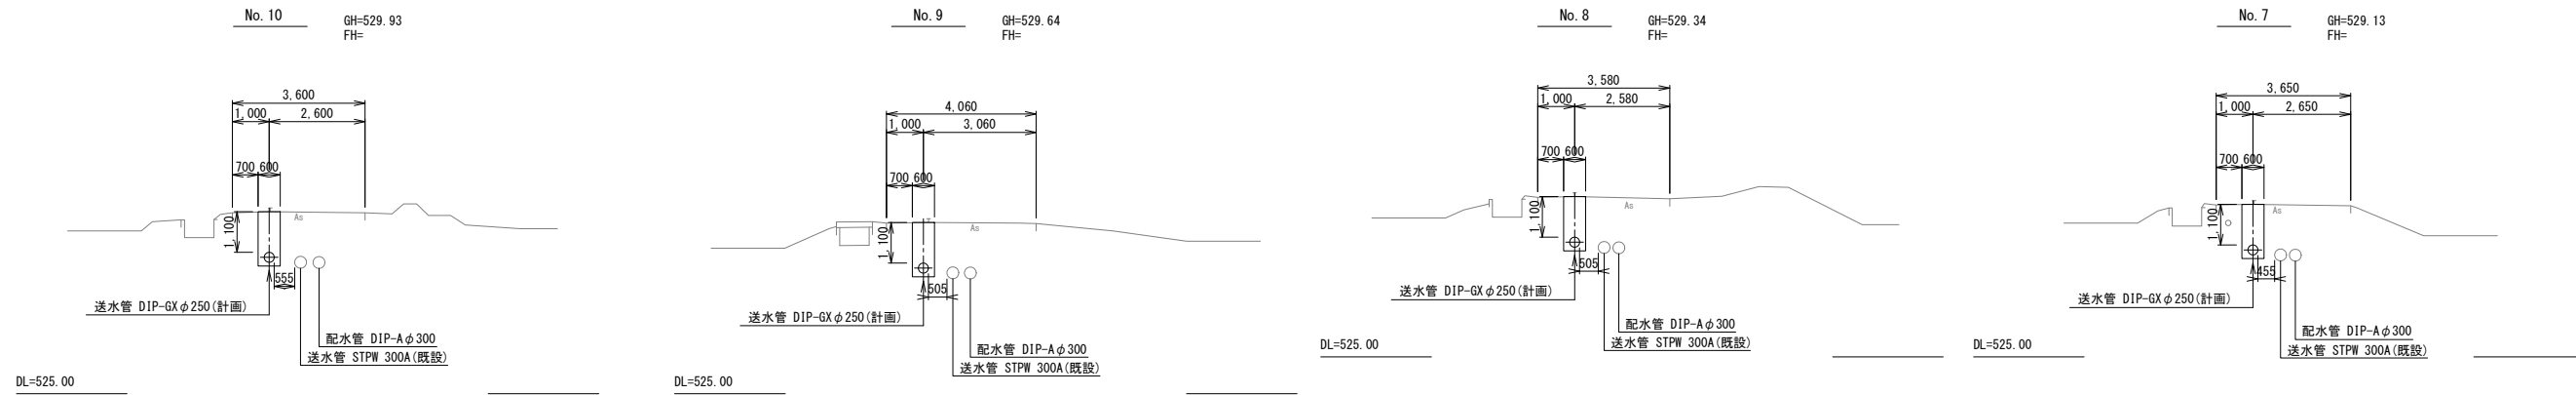 No. 10
GH=529. 93
FH=
3, 600
1, 000
2, 600
700
600
1, 100
As
555
送水管 DIP-GXφ250(計画)
配水管 DIP-Aφ300
送水管 STPW 300A(既設)
DL=525. 00
No. 9
GH=529. 64
FH=
4, 060
1, 000
3, 060
700
600
1, 100
As
505
送水管 DIP-GXφ250(計画)
配水管 DIP-Aφ300
送水管 STPW 300A(既設)
DL=525. 00
No. 8
GH=529. 34
FH=
3, 580
1, 000
2, 580
700
600
1, 100
As
505
送水管 DIP-GXφ250(計画)
配水管 DIP-Aφ300
送水管 STPW 300A(既設)
DL=525. 00
No. 7
GH=529. 13
FH=
3, 650
1, 000
2, 650
700
600
1, 100
As
455
送水管 DIP-GXφ250(計画)
配水管 DIP-Aφ300
送水管 STPW 300A(既設)
DL=525. 00